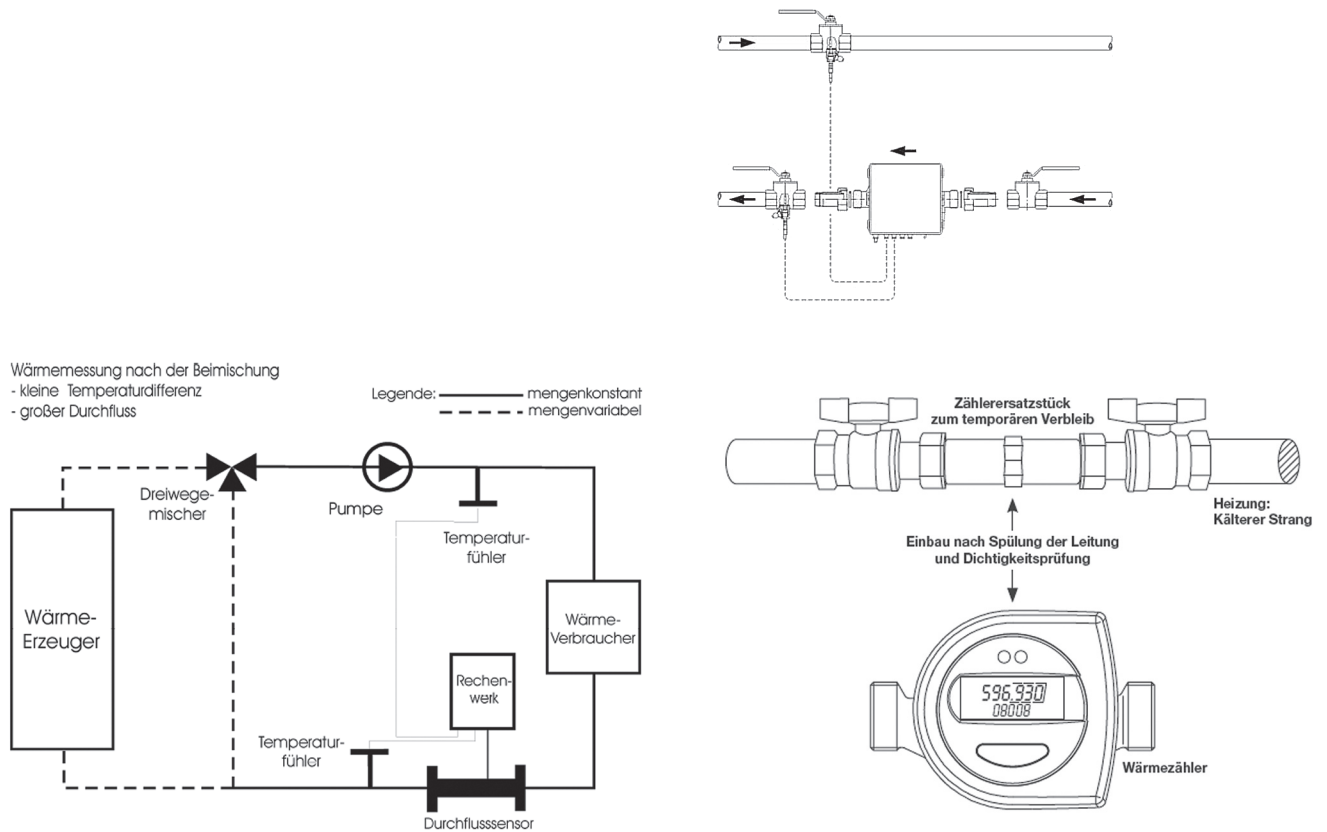 Wärmemessung nach der Beimischung
- kleine Temperaturdifferenz
- großer Durchfluss
Legende:
mengenkonstant
mengenvariabel
Dreiwege-
mischer
Pumpe
Temperatur-
fühler
Wärme-
Erzeuger
Wärme-
Verbraucher
Rechen-
werk
Temperatur-
fühler
Durchflusssensor
Zählerersatzstück
zum temporären Verbleib
Heizung:
Kälterer Strang
Einbau nach Spülung der Leitung
und Dichtigkeitsprüfung
596.930
08008
Wärmezähler